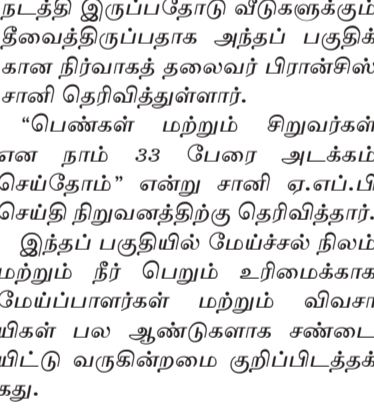 நடத்தி இருப்பதோடு வீடுகளுக்கும்
தீவைத்திருப்பதாக அந்தப் பகுதிக்
கான நிர்வாகத் தலைவர் பிரான்சிஸ்
சானி தெரிவித்துள்ளார்.
“பெண்கள் மற்றும் சிறுவர்கள்
என நாம் 33 பேரை அடக்கம்
செய்தோம்” என்று சானி ஏ.எப்.பி
செய்தி நிறுவனத்திற்கு தெரிவித்தார்.
இந்தப் பகுதியில் மேய்ச்சல் நிலம்
மற்றும் நீர் பெறும் உரிமைக்காக
மேய்ப்பாளர்கள் மற்றும் விவசா
யிகள் பல ஆண்டுகளாக சண்டை
யிட்டு வருகின்றமை குறிப்பிடத்தக்
கது.